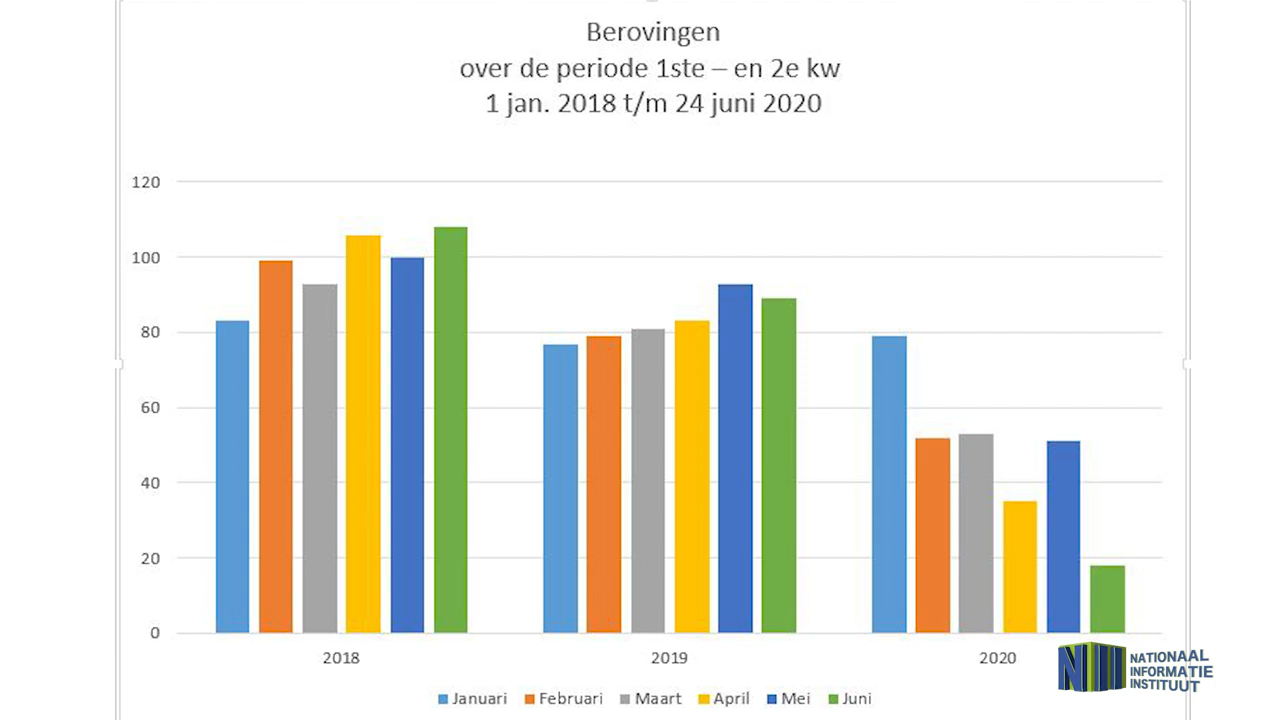 Berovingen
over de periode 1ste – en 2e kw
1 jan. 2018 t/m 24 juni 2020
120
100
80
60
40
20
0
2018 2019 2020
Januari Februari Maart April Mei Juni
NATIONAAL
INFORMATIE
INSTITUUT